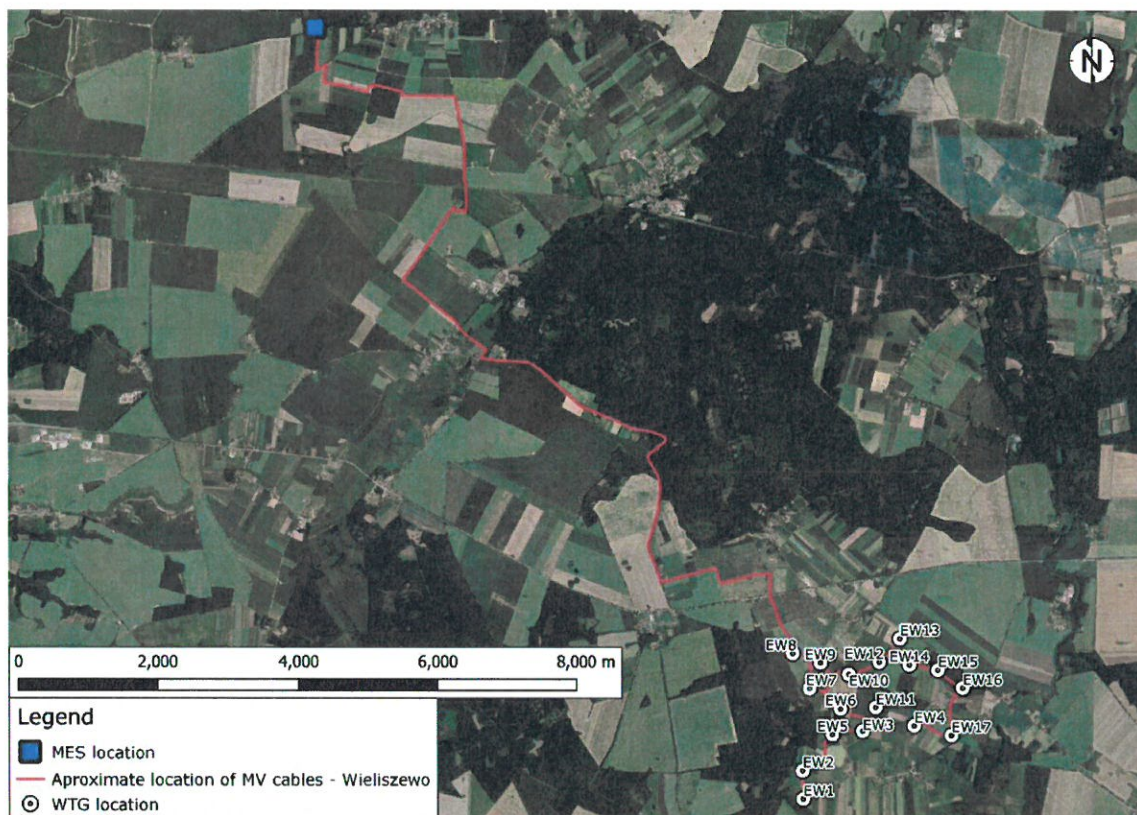 N
EW13
EW8
EW9
EW12
EW14
EW15
EW10
EW16
EW7
EW6
EW11
EW5
EW3
EW4
EW17
EW2
EW1
0 2,000 4,000 6,000 8,000 m
Legend
MES location
Aproximate location of MV cables - Wieliszewo
WTG location